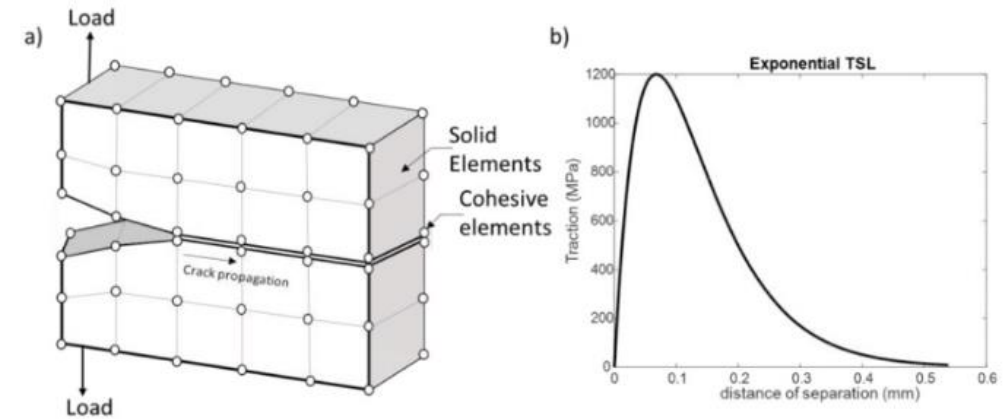 a)
Load
Solid
Elements
Cohesive
elements
Crack propagation
Load
b)
Exponential TSL
Traction (MPa)
1200
1000
800
600
400
200
0
0 0.1 0.2 0.3 0.4 0.5 0.6
distance of separation (mm)